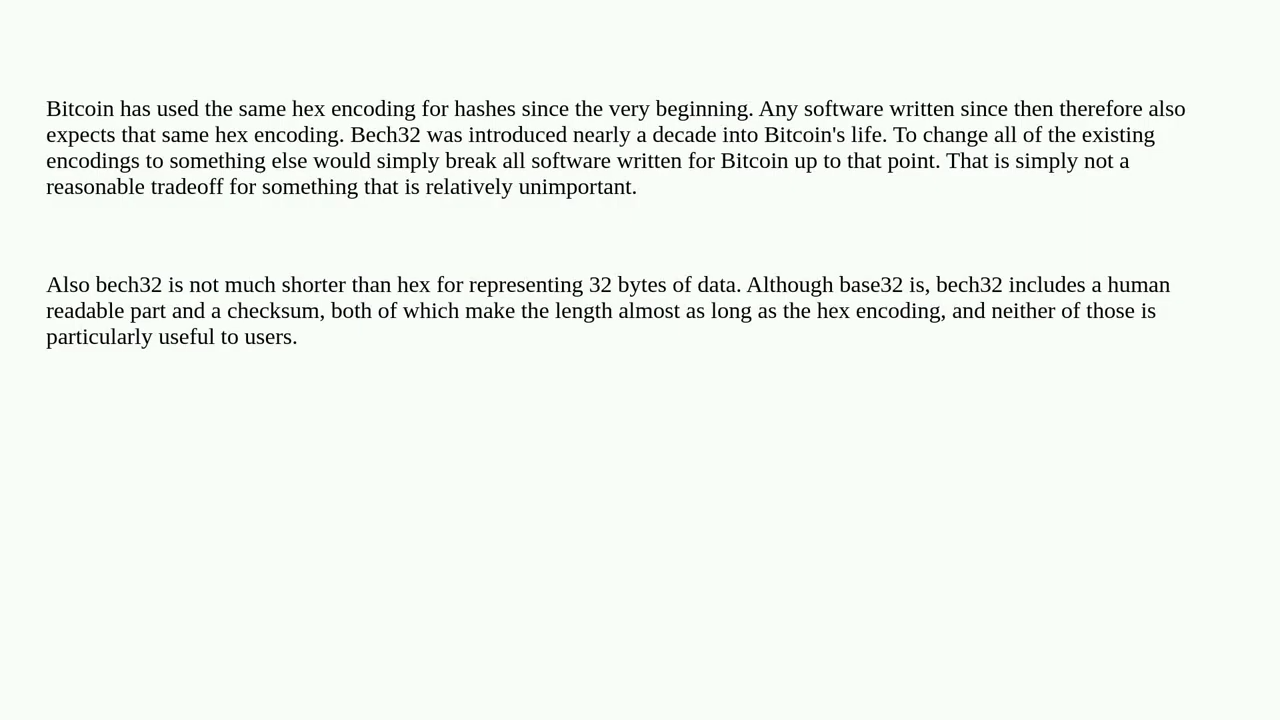 Bitcoin has used the same hex encoding for hashes since the very beginning. Any software written since then therefore also
expects that same hex encoding. Bech32 was introduced nearly a decade into Bitcoin's life. To change all of the existing
encodings to something else would simply break all software written for Bitcoin up to that point. That is simply not a
reasonable tradeoff for something that is relatively unimportant.
Also bech32 is not much shorter than hex for representing 32 bytes of data. Although base32 is, bech32 includes a human
readable part and a checksum, both of which make the length almost as long as the hex encoding, and neither of those is
particularly useful to users.